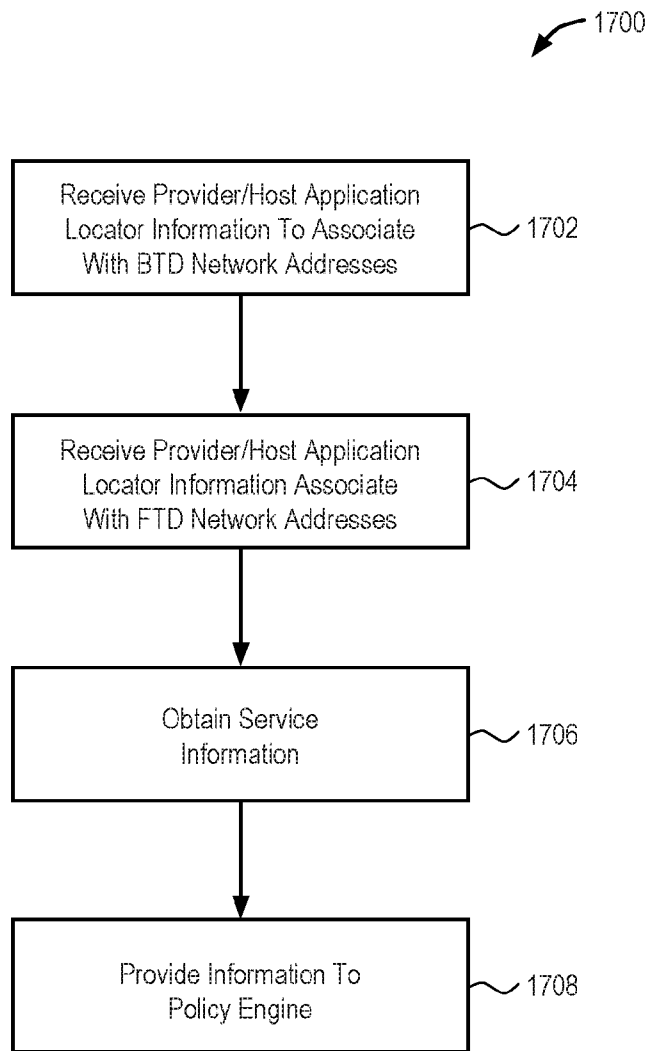 1700
Receive Provider/Host Application
Locator Information To Associate
With BTD Network Addresses
1702
Receive Provider/Host Application
Locator Information Associate
With FTD Network Addresses
1704
Obtain Service
Information
1706
Provide Information To
Policy Engine
1708